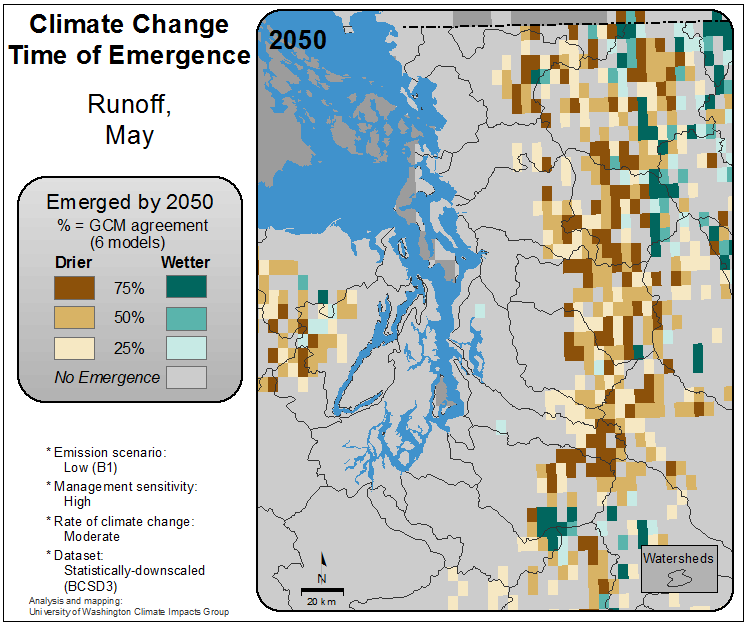 Climate Change
Time of Emergence
Runoff,
May
Emerged by 2050
% = GCM agreement
(6 models)
Drier Wetter
75%
50%
25%
No Emergence
* Emission scenario:
Low (B1)
* Management sensitivity:
High
* Rate of climate change:
Moderate
* Dataset:
Statistically-downscaled
(BCSD3)
Analysis and mapping:
University of Washington Climate Impacts Group
2050
N
20 km
Watersheds